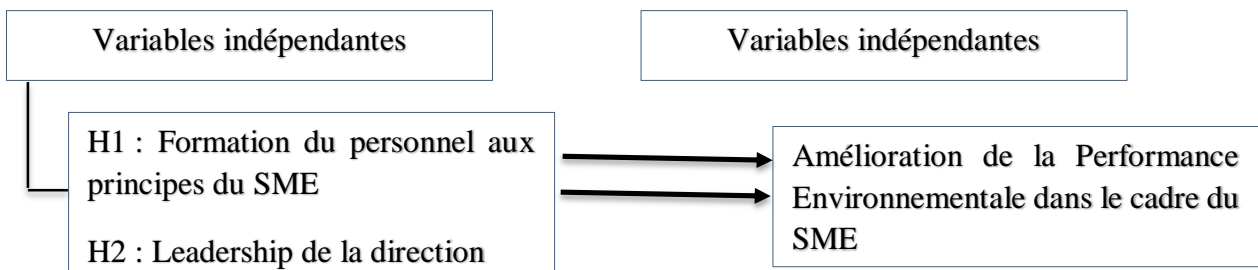 Variables indépendantes
Variables indépendantes
H1 : Formation du personnel aux
principes du SME
H2 : Leadership de la direction
Amélioration de la Performance
Environnementale dans le cadre du
SME